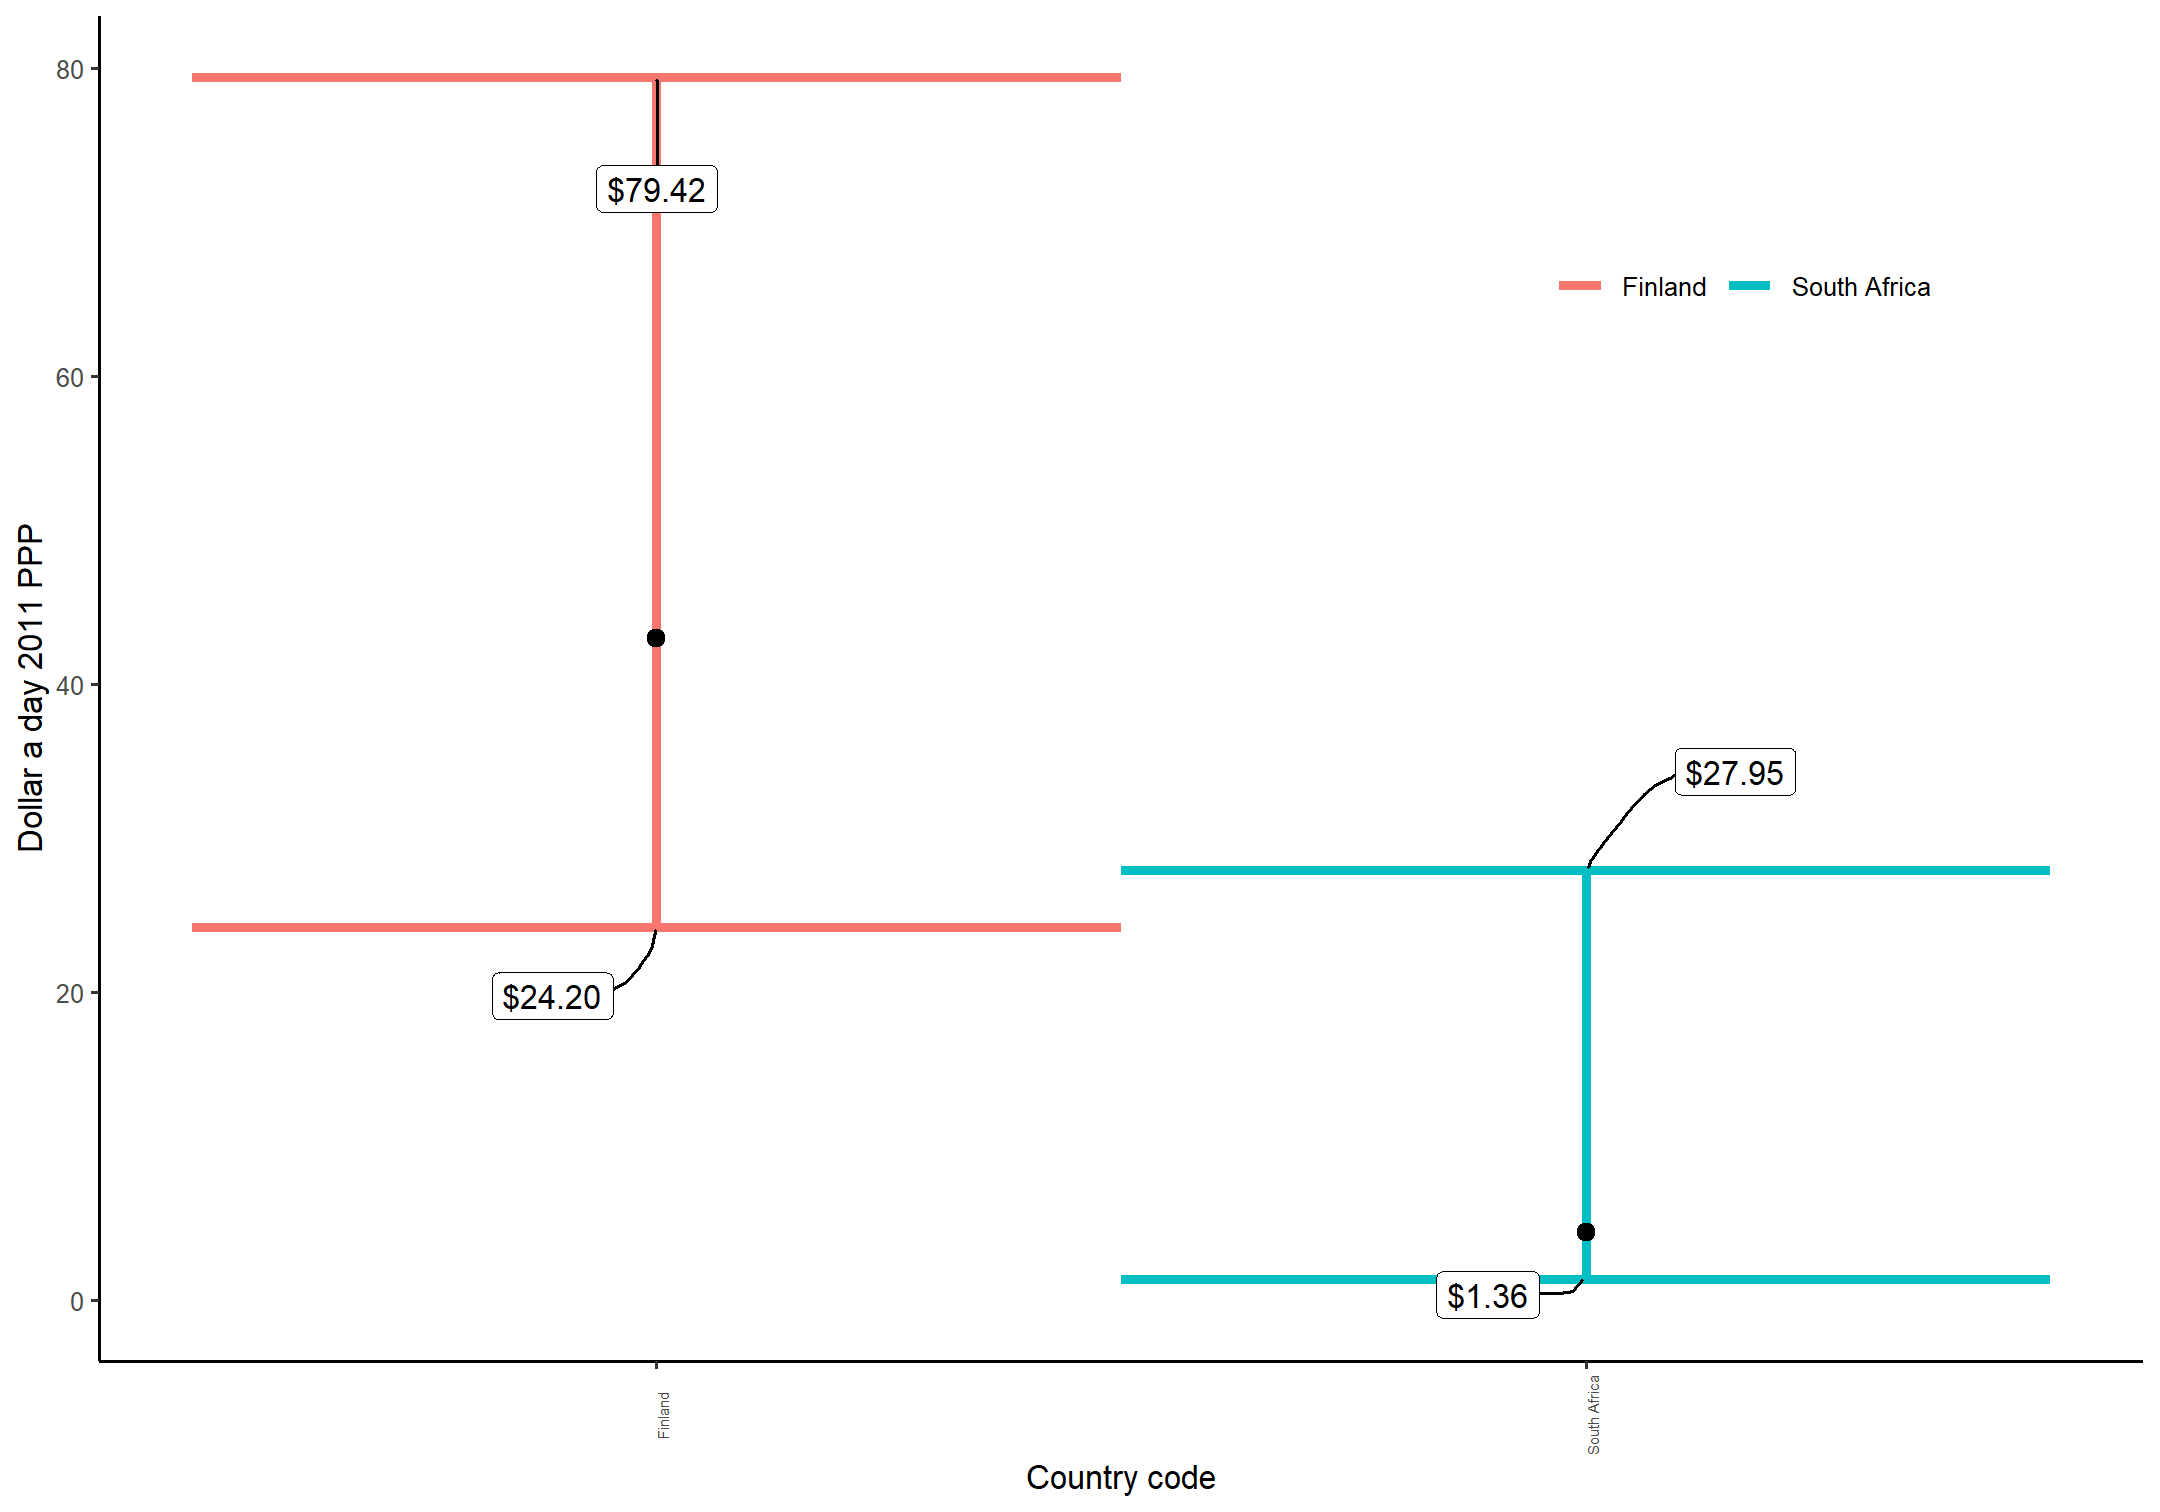 80
60
40
20
0
Dollar a day 2011 PPP
$79.42
$24.20
Finland South Africa
$27.95
$1.36
Finland
South Africa
Country code